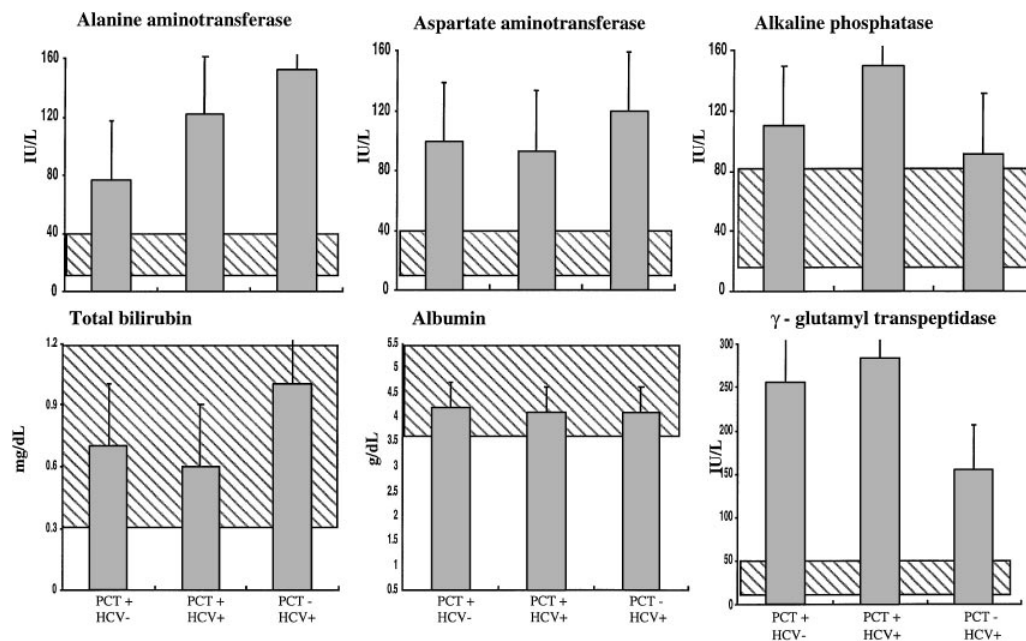 Alanine aminotransferase
160
120
80
40
0
IU/L
Aspartate aminotransferase
160
120
80
40
0
IU/L
Alkaline phosphatase
160
120
80
40
0
IU/L
Total bilirubin
1.2
0.9
0.6
0.3
0
mg/dL
PCT +
HCV-
PCT +
HCV+
PCT -
HCV+
Albumin
5.5
5
4.5
4
3.5
3
2.5
2
1.5
1
0.5
g/dL
PCT +
HCV-
PCT +
HCV+
PCT -
HCV+
γ - glutamyl transpeptidase
300
250
200
150
100
50
0
IU/L
PCT +
HCV-
PCT +
HCV+
PCT -
HCV+